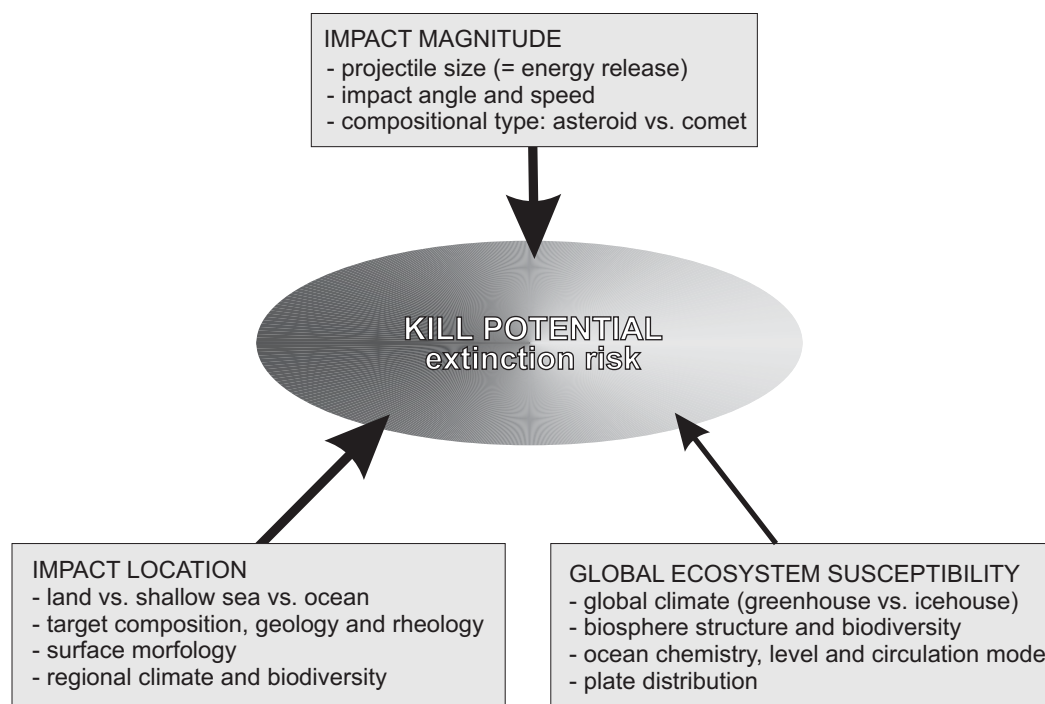 IMPACT MAGNITUDE
- projectile size (= energy release)
- impact angle and speed
- compositional type: asteroid vs. comet
KILL POTENTIAL
extinction risk
IMPACT LOCATION
- land vs. shallow sea vs. ocean
- target composition, geology and rheology
- surface morfology
- regional climate and biodiversity
GLOBAL ECOSYSTEM SUSCEPTIBILITY
- global climate (greenhouse vs. icehouse)
- biosphere structure and biodiversity
- ocean chemistry, level and circulation mode
- plate distribution